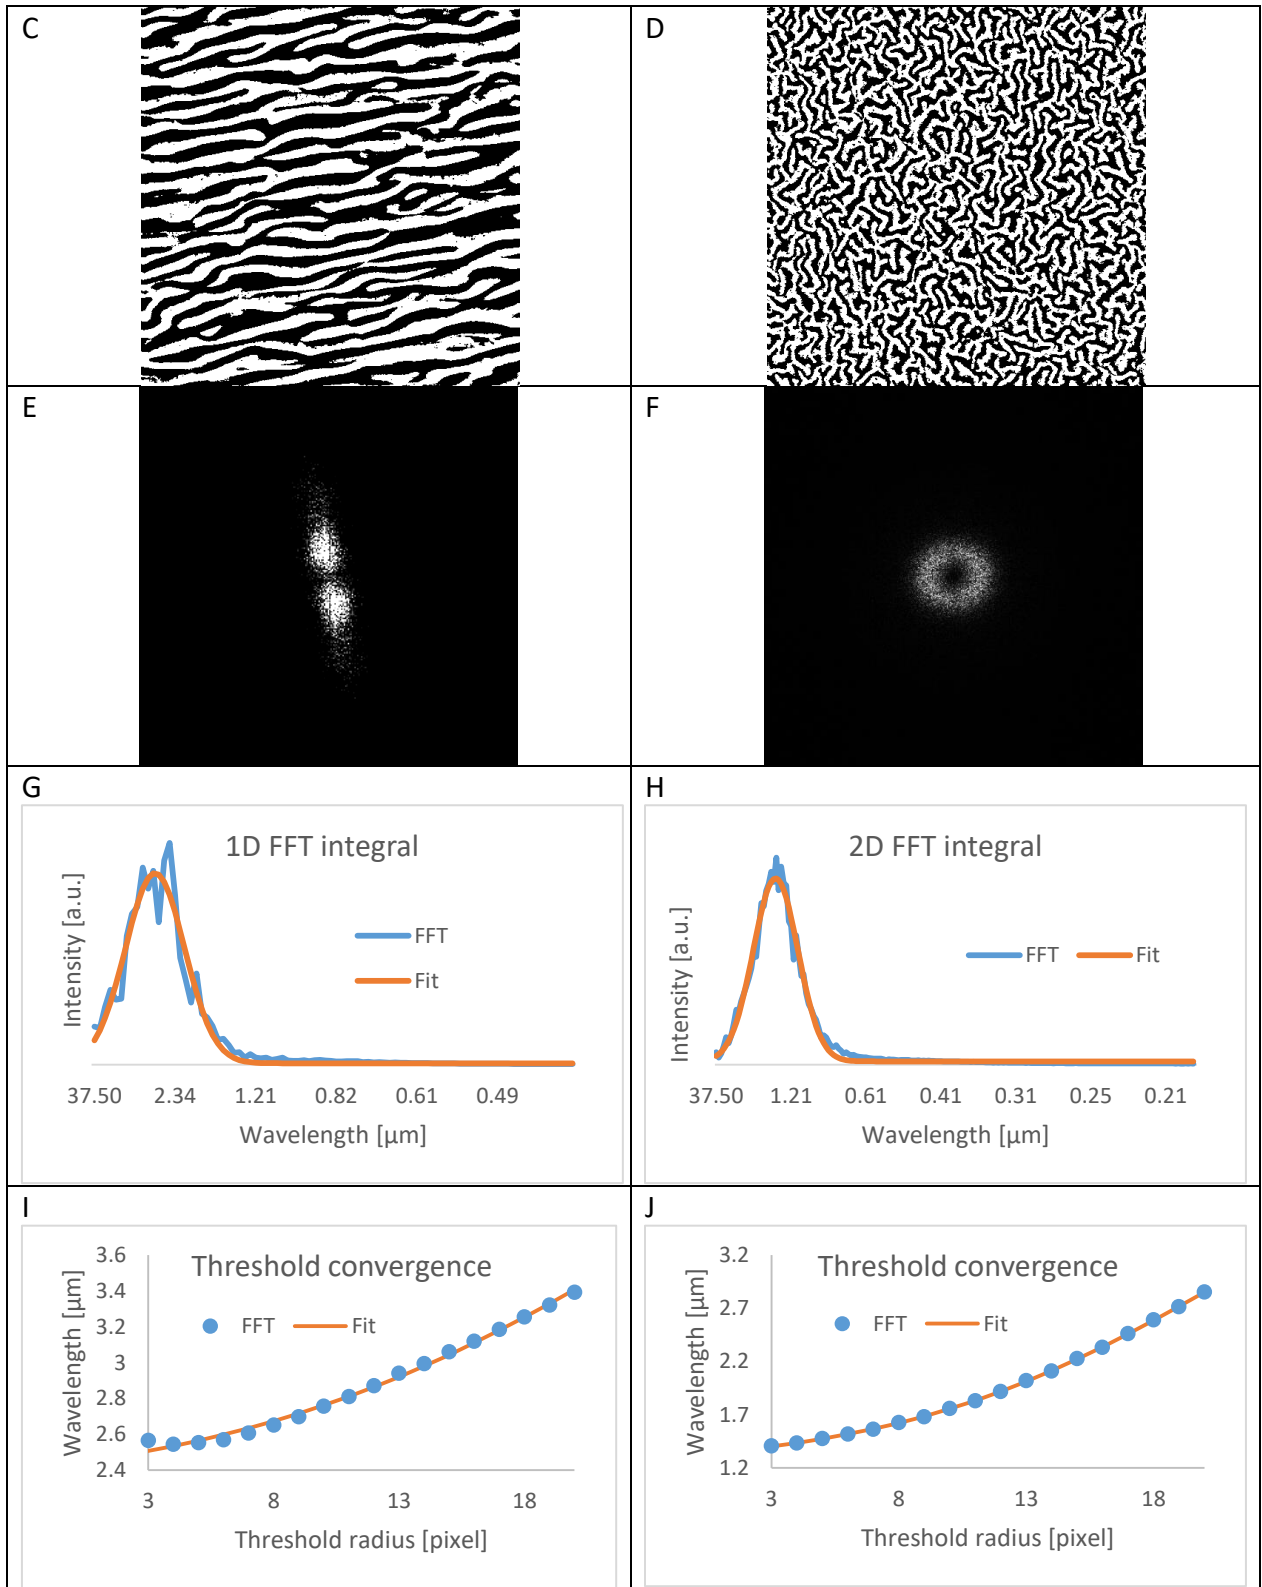 C
D
E
F
G
1D FFT integral
Intensity [a.u.]
FFT
Fit
37.50 2.34 1.21 0.82 0.61 0.49
Wavelength [µm]
H
2D FFT integral
Intensity [a.u.]
FFT Fit
37.50 1.21 0.61 0.41 0.31 0.25 0.21
Wavelength [µm]
I
Threshold convergence
Wavelength [µm]
FFT Fit
3.6
3.4
3.2
3
2.8
2.6
2.4
3 8 13 18
Threshold radius [pixel]
J
Threshold convergence
Wavelength [µm]
FFT Fit
3.2
2.7
2.2
1.7
1.2
3 8 13 18
Threshold radius [pixel]